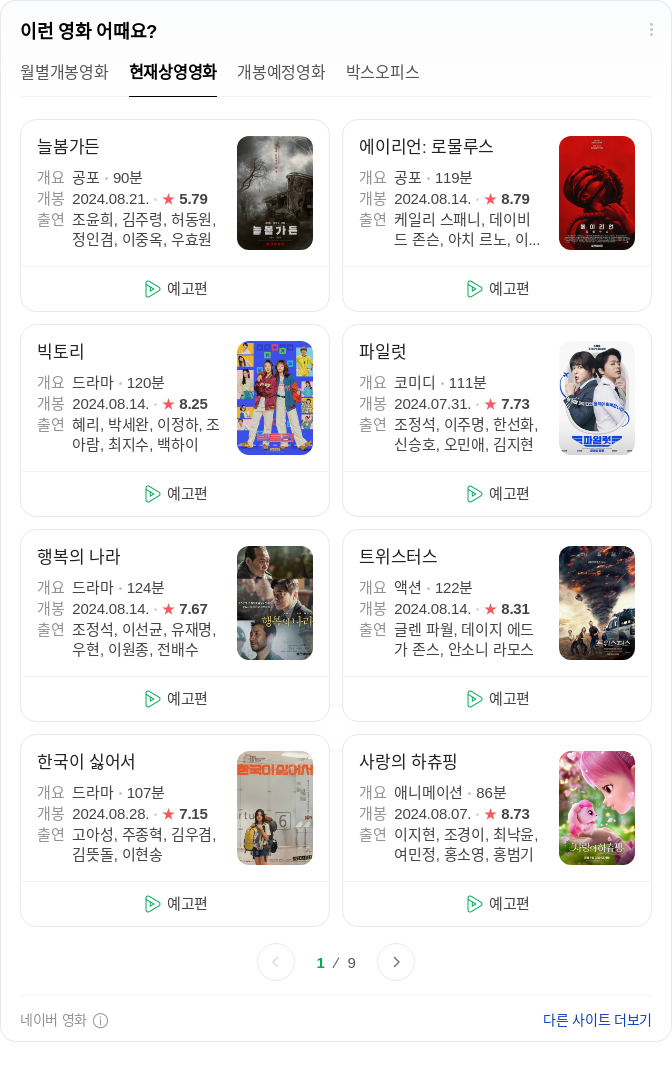 이런 영화 어때요?
월별개봉영화 현재상영영화 개봉예정영화 박스오피스
늘봄가든
개요 공포 · 90분
개봉 2024.08.21. · ★ 5.79
출연 조윤희, 김주령, 허동원,
정인겸, 이중옥, 우효원
늘봄가든
예고편
에이리언: 로물루스
개요 공포 · 119분
개봉 2024.08.14. · ★ 8.79
출연 케일리 스패니, 데이비
드 존슨, 아치 르노, 이...
에이리언
예고편
빅토리
개요 드라마 · 120분
개봉 2024.08.14. · ★ 8.25
출연 혜리, 박세완, 이정하, 조
아람, 최지수, 백하이
빅토리
예고편
파일럿
개요 코미디 · 111분
개봉 2024.07.31. · ★ 7.73
출연 조정석, 이주명, 한선화,
신승호, 오민애, 김지현
파일럿
예고편
행복의 나라
개요 드라마 · 124분
개봉 2024.08.14. · ★ 7.67
출연 조정석, 이선균, 유재명,
우현, 이원종, 전배수
행복의 나라
예고편
트위스터스
개요 액션 · 122분
개봉 2024.08.14. · ★ 8.31
출연 글렌 파월, 데이지 에드
가 존스, 안소니 라모스
트위스터스
예고편
한국이 싫어서
개요 드라마 · 107분
개봉 2024.08.28. · ★ 7.15
출연 고아성, 주종혁, 김우겸,
김뜻돌, 이현송
한국이싫어서
6
예고편
사랑의 하츄핑
개요 애니메이션 · 86분
개봉 2024.08.07. · ★ 8.73
출연 이지현, 조경이, 최낙윤,
여민정, 홍소영, 홍범기
사랑의 하츄핑
예고편
1 / 9
네이버 영화
다른 사이트 더보기